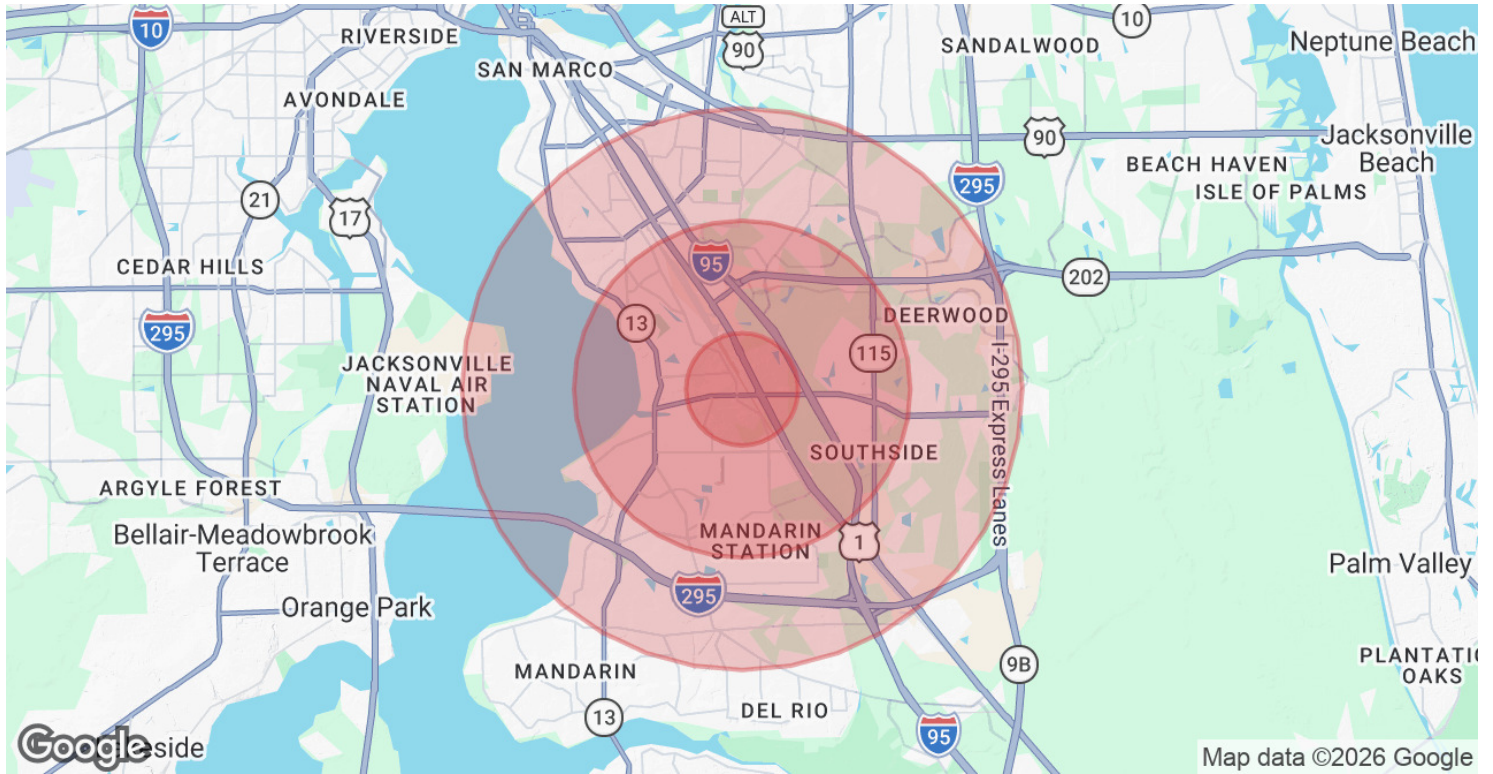 10
RIVERSIDE
ALT
90
10
SANDALWOOD
Neptune Beach
SAN MARCO
AVONDALE
90
Jacksonville
Beach
BEACH HAVEN
ISLE OF PALMS
295
21
17
CEDAR HILLS
95
202
295
13
DEERWOOD
115
JACKSONVILLE
NAVAL AIR
STATION
I-295 Express Lanes
SOUTHSIDE
ARGYLE FOREST
Bellair-Meadowbrook
Terrace
MANDARIN
STATION
1
Palm Valley
295
Orange Park
MANDARIN
9B
PLANTATIO
OAKS
13
DEL RIO
95
Google
eside
Map data ©2026 Google